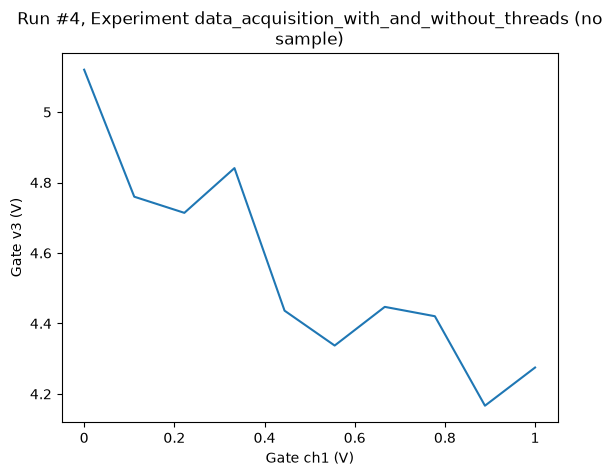 Run #4, Experiment data_acquisition_with_and_without_threads (no
sample)
5
4.8
4.6
4.4
4.2
Gate v3 (V)
0
0.2
0.4
0.6
0.8
1
Gate ch1 (V)